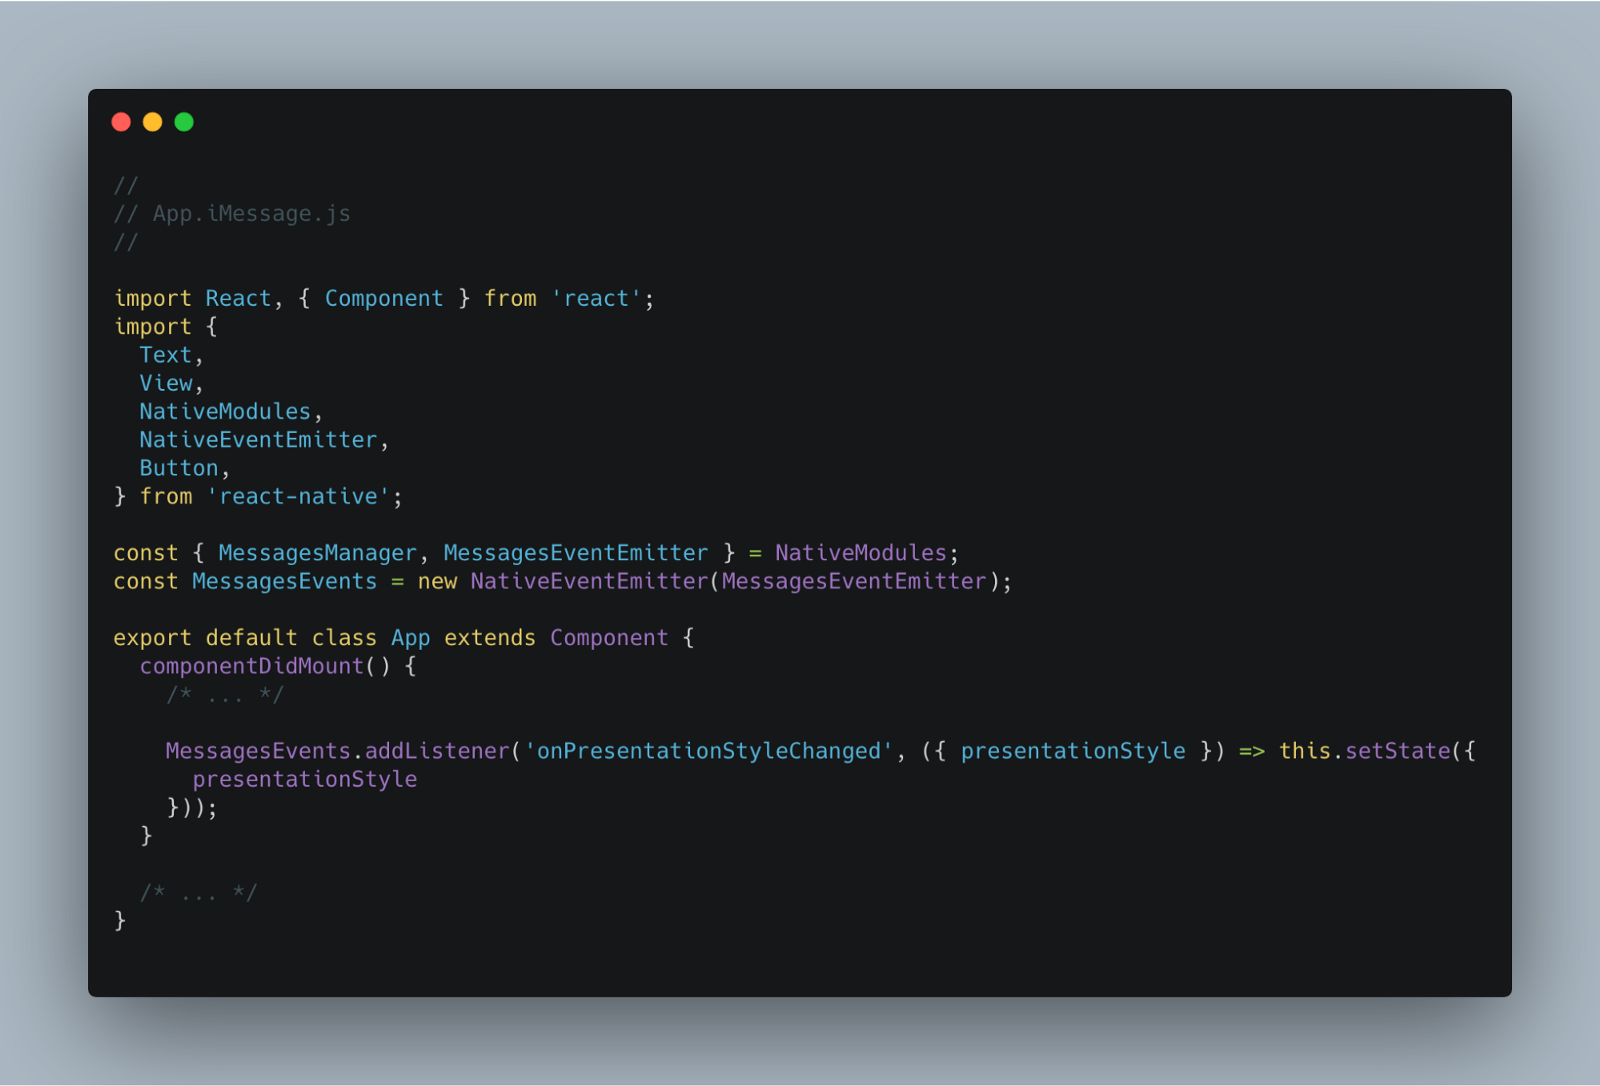 //
// App.iMessage.js
//

import React, { Component } from 'react';
import {
  Text,
  View,
  NativeModules,
  NativeEventEmitter,
  Button,
} from 'react-native';

const { MessagesManager, MessagesEventEmitter } = NativeModules;
const MessagesEvents = new NativeEventEmitter(MessagesEventEmitter);

export default class App extends Component {
  componentDidMount() {
    /* ... */

    MessagesEvents.addListener('onPresentationStyleChanged', ({ presentationStyle }) => this.setState({
      presentationStyle
    }));
  }

  /* ... */
}